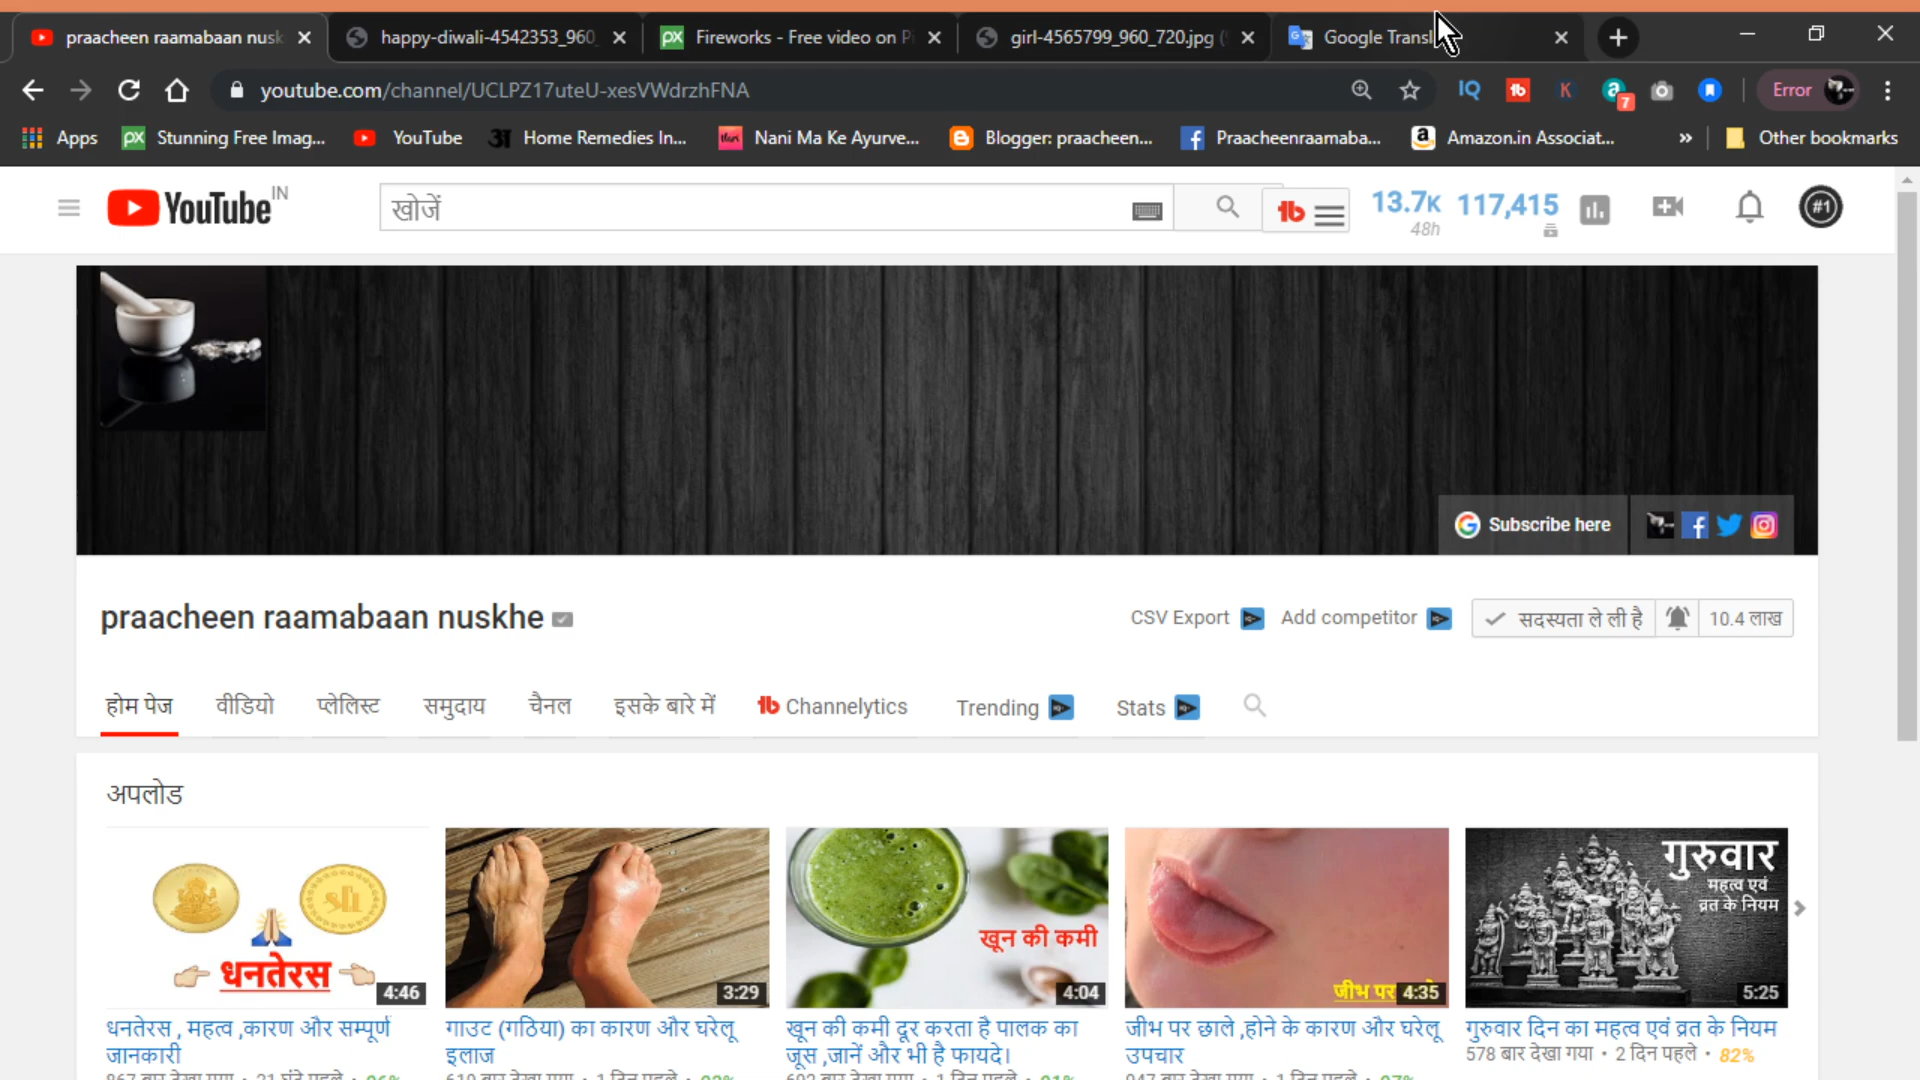 praacheen raamabaan nusk
happy-diwali-4542353_960
Fireworks - Free video on Pi
girl-4565799_960_720.jpg (
Google Transl
youtube.com/channel/UCLPZ17uteU-xesVWdrzhFNA
IQ
K
7
Error
Apps
Stunning Free Imag...
YouTube
Home Remedies In...
Nani Ma Ke Ayurve...
Blogger: praacheen...
Praacheenraamaba...
Amazon.in Associat...
»
Other bookmarks
YouTube IN
खोजें
13.7K
48h
117,415
#1
Subscribe here
praacheen raamabaan nuskhe
CSV Export
Add competitor
सदस्यता ले ली है
10.4 लाख
होम पेज
वीडियो
प्लेलिस्ट
समुदाय
चैनल
इसके बारे में
Channelytics
Trending
Stats
अपलोड
धनतेरस
4:46
3:29
खून की कमी
4:04
जीभ पर
4:35
गुरुवार
महत्व एवं
व्रत के नियम
5:25
धनतेरस , महत्व ,कारण और सम्पूर्ण
जानकारी
गाउट (गठिया) का कारण और घरेलू
इलाज
खून की कमी दूर करता है पालक का
जूस ,जानें और भी है फायदे।
जीभ पर छाले ,होने के कारण और घरेलू
उपचार
गुरुवार दिन का महत्व एवं व्रत के नियम
578 बार देखा गया • 2 दिन पहले • 82%